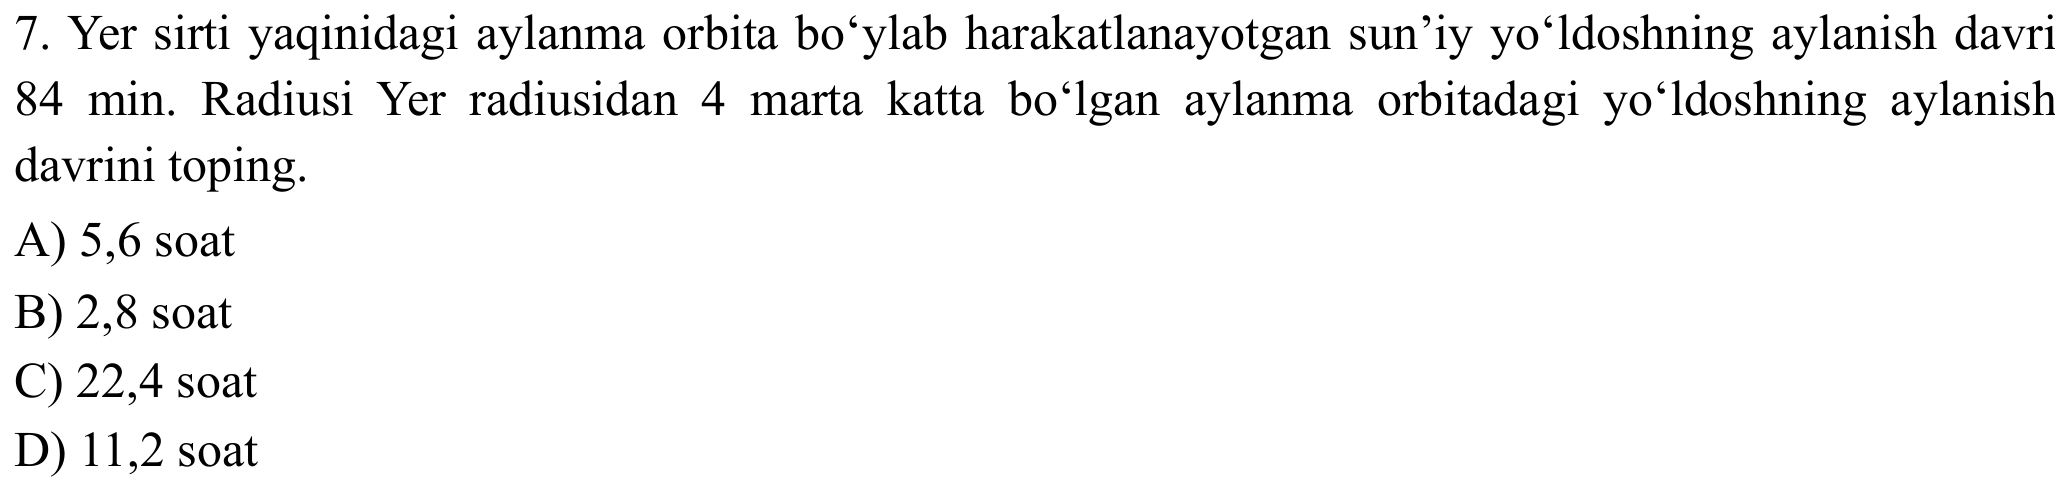 7. Yer sirti yaqinidagi aylanma orbita bo‘ylab harakatlanayotgan sun’iy yo‘ldoshning aylanish davri
84 min. Radiusi Yer radiusidan 4 marta katta bo‘lgan aylanma orbitadagi yo‘ldoshning aylanish
davrini toping.
A) 5,6 soat
B) 2,8 soat
C) 22,4 soat
D) 11,2 soat